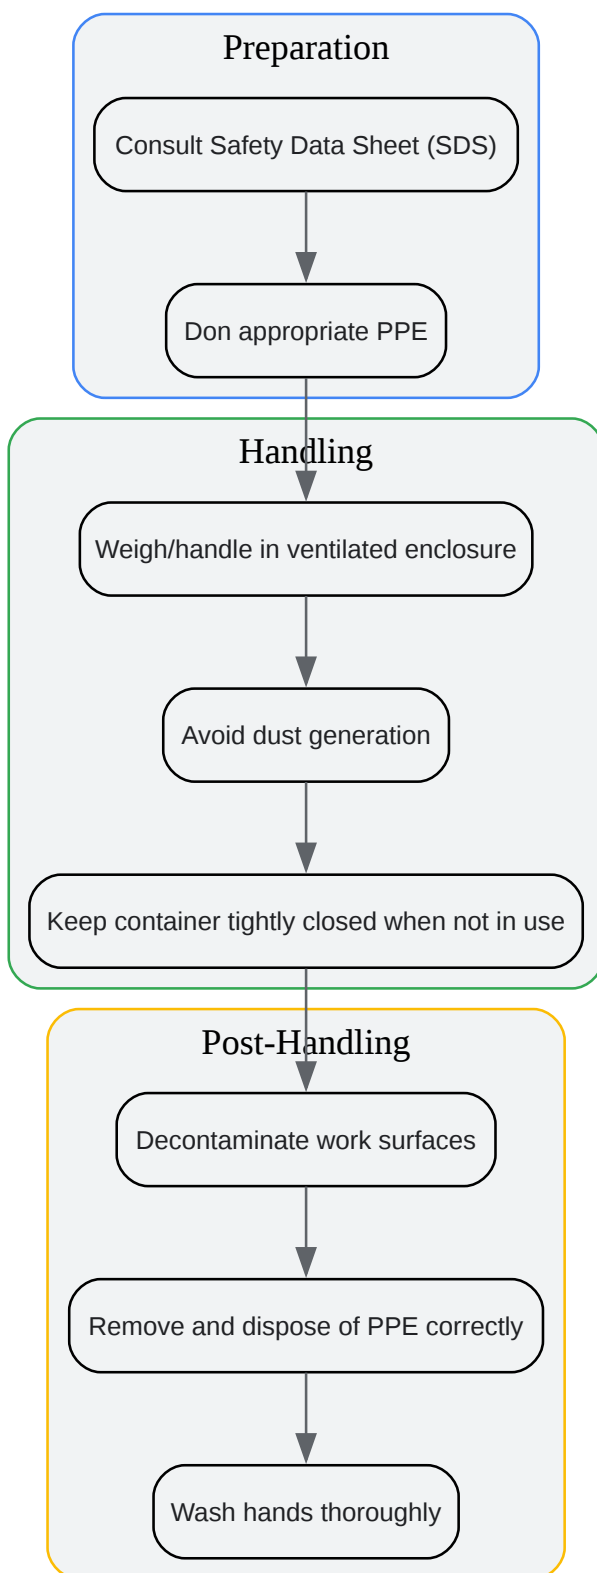 Preparation
Consult Safety Data Sheet (SDS)
Don appropriate PPE
Handling
Weigh/handle in ventilated enclosure
Avoid dust generation
Keep container tightly closed when not in use
Post-Handling
Decontaminate work surfaces
Remove and dispose of PPE correctly
Wash hands thoroughly